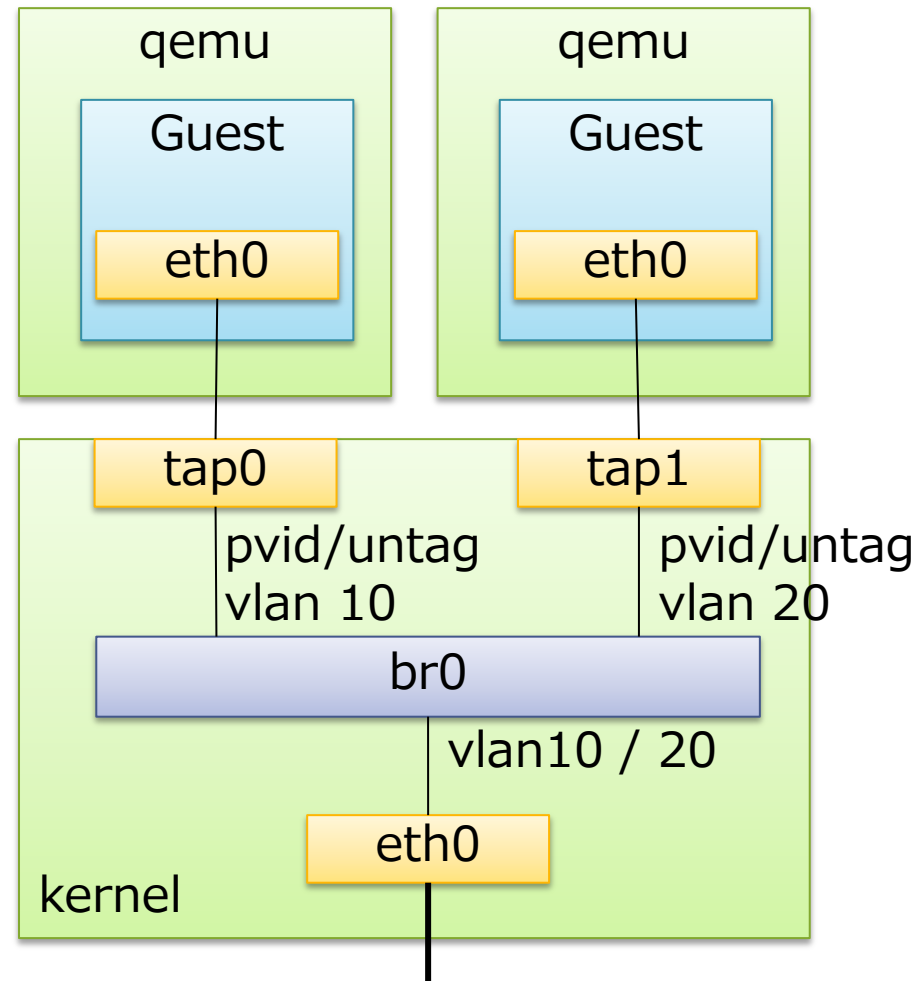 qemu
qemu
Guest
Guest
eth0
eth0
tap0
tap1
pvid/untag
vlan 10
pvid/untag
vlan 20
br0
vlan10 / 20
eth0
kernel